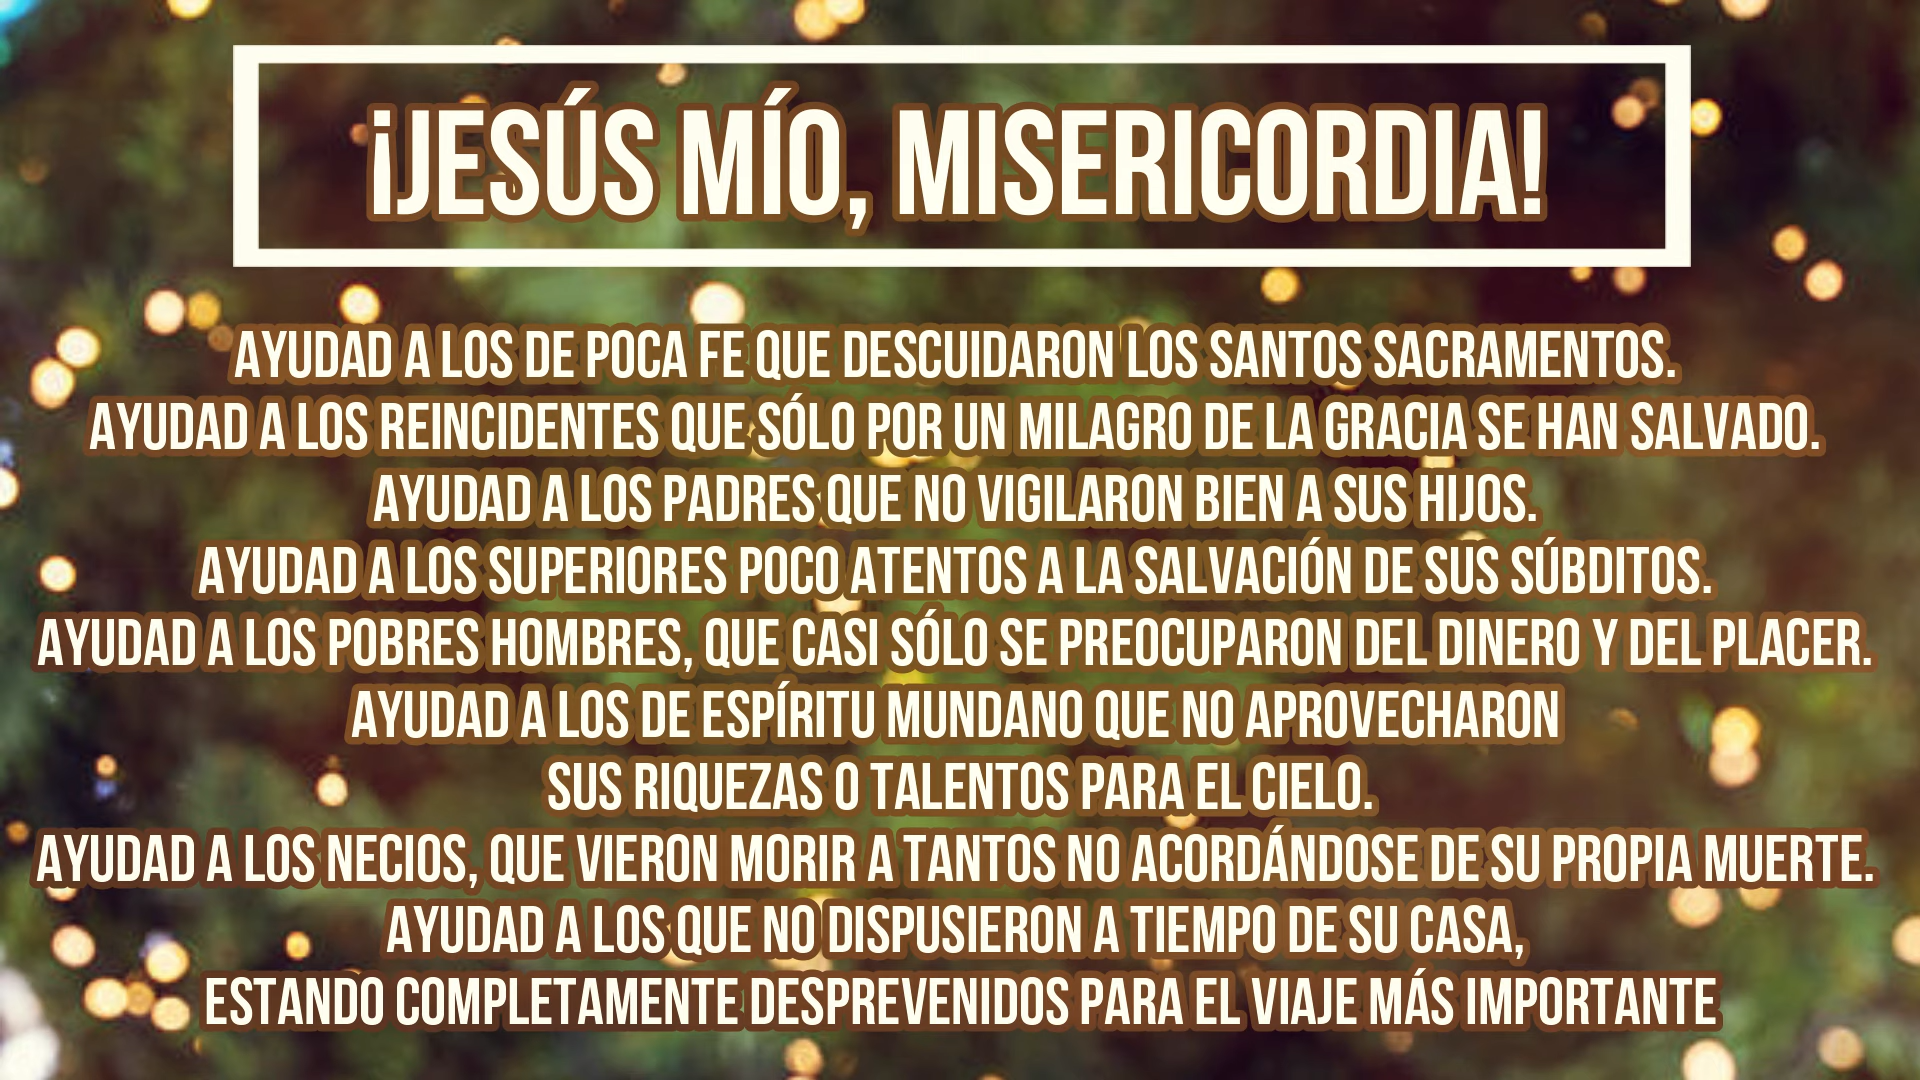 ¡JESÚS MÍO, MISERICORDIA!
AYUDAD A LOS DE POCA FE QUE DESCUIDARON LOS SANTOS SACRAMENTOS.
AYUDAD A LOS REINCIDENTES QUE SÓLO POR UN MILAGRO DE LA GRACIA SE HAN SALVADO.
AYUDAD A LOS PADRES QUE NO VIGILARON BIEN A SUS HIJOS.
AYUDAD A LOS SUPERIORES POCO ATENTOS A LA SALVACIÓN DE SUS SÚBDITOS.
AYUDAD A LOS POBRES HOMBRES, QUE CASI SÓLO SE PREOCUPARON DEL DINERO Y DEL PLACER.
AYUDAD A LOS DE ESPÍRITU MUNDANO QUE NO APROVECHARON
SUS RIQUEZAS O TALENTOS PARA EL CIELO.
AYUDAD A LOS NECIOS, QUE VIERON MORIR A TANTOS NO ACORDÁNDOSE DE SU PROPIA MUERTE.
AYUDAD A LOS QUE NO DISPUSIERON A TIEMPO DE SU CASA,
ESTANDO COMPLETAMENTE DESPREVENIDOS PARA EL VIAJE MÁS IMPORTANTE